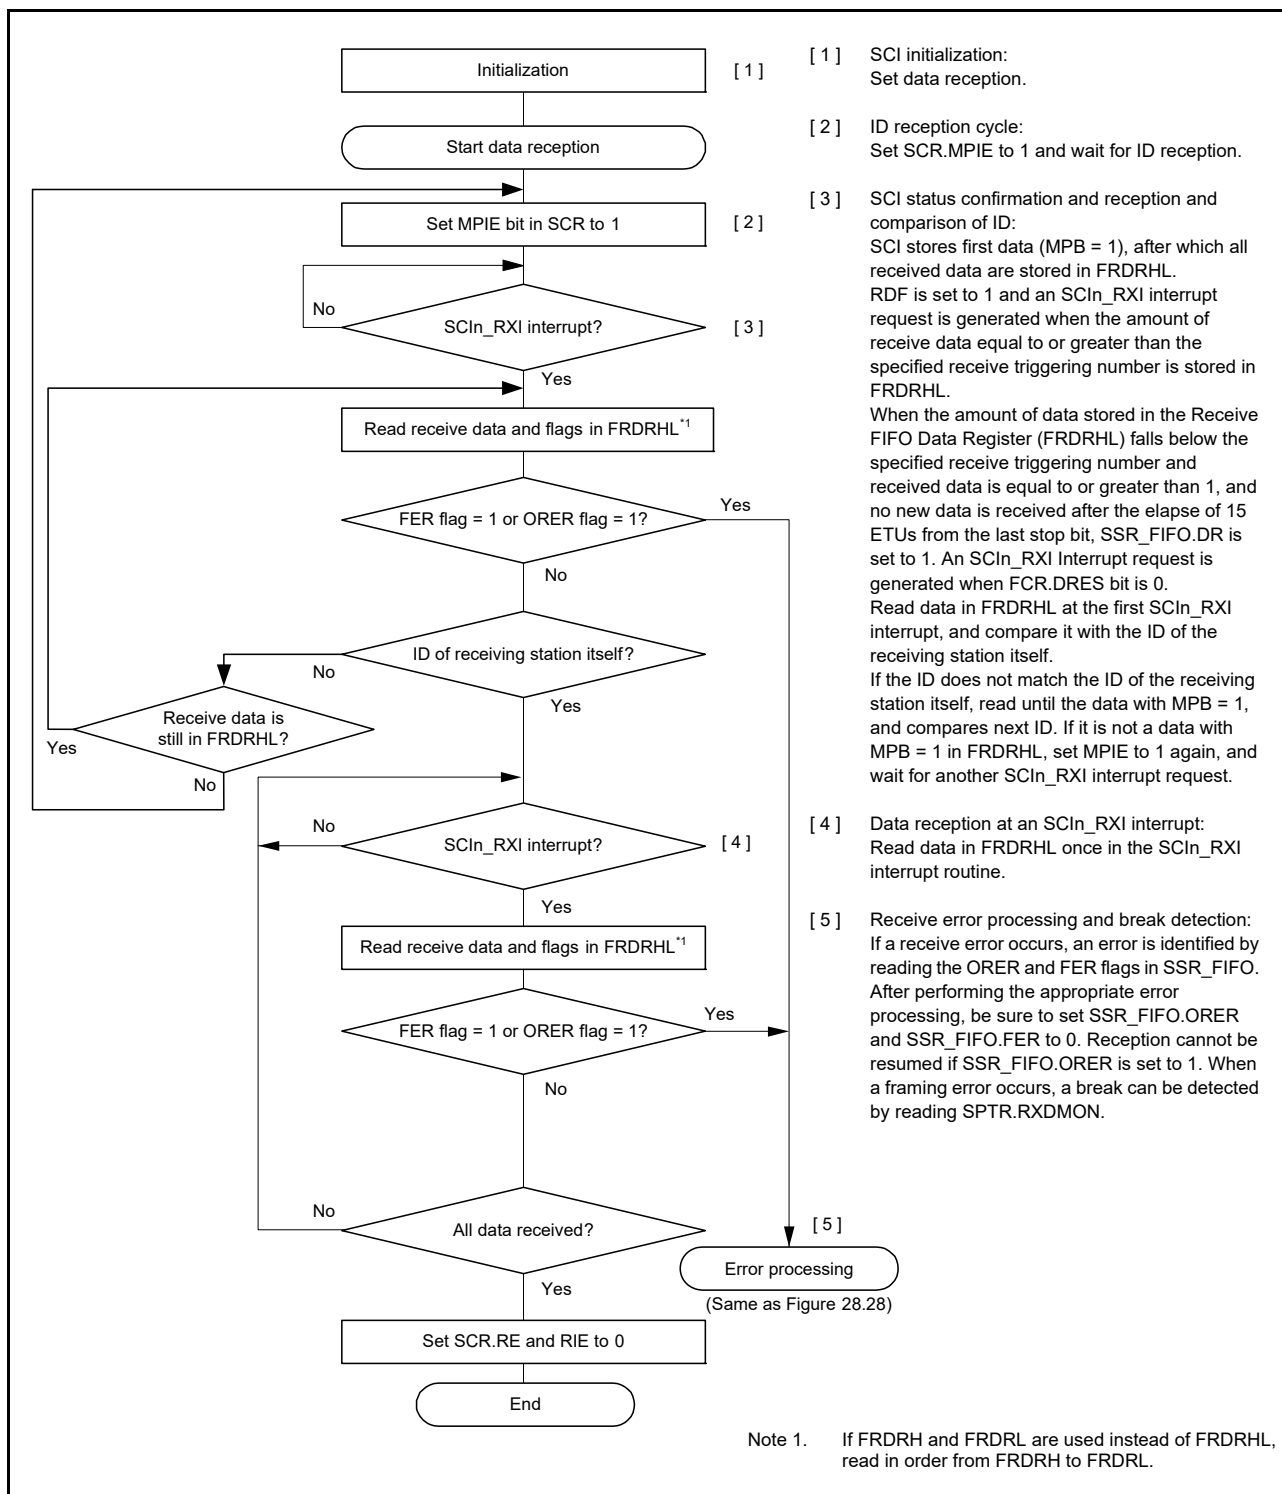 Initialization
[ 1 ]
Start data reception
Set MPIE bit in SCR to 1
[ 2 ]
No
SCIn_RXI interrupt?
[ 3 ]
Yes
Read receive data and flags in FRDRHL*1
FER flag = 1 or ORER flag = 1?
Yes
No
ID of receiving station itself?
No
Yes
Receive data is
still in FRDRHL?
Yes
No
No
SCIn_RXI interrupt?
[ 4 ]
Yes
Read receive data and flags in FRDRHL*1
FER flag = 1 or ORER flag = 1?
Yes
No
No
All data received?
Yes
[ 5 ]
Error processing
(Same as Figure 28.28)
Set SCR.RE and RIE to 0
End
[ 1 ] SCI initialization:
Set data reception.
[ 2 ] ID reception cycle:
Set SCR.MPIE to 1 and wait for ID reception.
[ 3 ] SCI status confirmation and reception and
comparison of ID:
SCI stores first data (MPB = 1), after which all
received data are stored in FRDRHL.
RDF is set to 1 and an SCIn_RXI interrupt
request is generated when the amount of
receive data equal to or greater than the
specified receive triggering number is stored in
FRDRHL.
When the amount of data stored in the Receive
FIFO Data Register (FRDRHL) falls below the
specified receive triggering number and
received data is equal to or greater than 1, and
no new data is received after the elapse of 15
ETUs from the last stop bit, SSR_FIFO.DR is
set to 1. An SCIn_RXI Interrupt request is
generated when FCR.DRES bit is 0.
Read data in FRDRHL at the first SCIn_RXI
interrupt, and compare it with the ID of the
receiving station itself.
If the ID does not match the ID of the receiving
station itself, read until the data with MPB = 1,
and compares next ID. If it is not a data with
MPB = 1 in FRDRHL, set MPIE to 1 again, and
wait for another SCIn_RXI interrupt request.
[ 4 ] Data reception at an SCIn_RXI interrupt:
Read data in FRDRHL once in the SCIn_RXI
interrupt routine.
[ 5 ] Receive error processing and break detection:
If a receive error occurs, an error is identified by
reading the ORER and FER flags in SSR_FIFO.
After performing the appropriate error
processing, be sure to set SSR_FIFO.ORER
and SSR_FIFO.FER to 0. Reception cannot be
resumed if SSR_FIFO.ORER is set to 1. When
a framing error occurs, a break can be detected
by reading SPTR.RXDMON.
Note 1. If FRDRH and FRDRL are used instead of FRDRHL,
read in order from FRDRH to FRDRL.